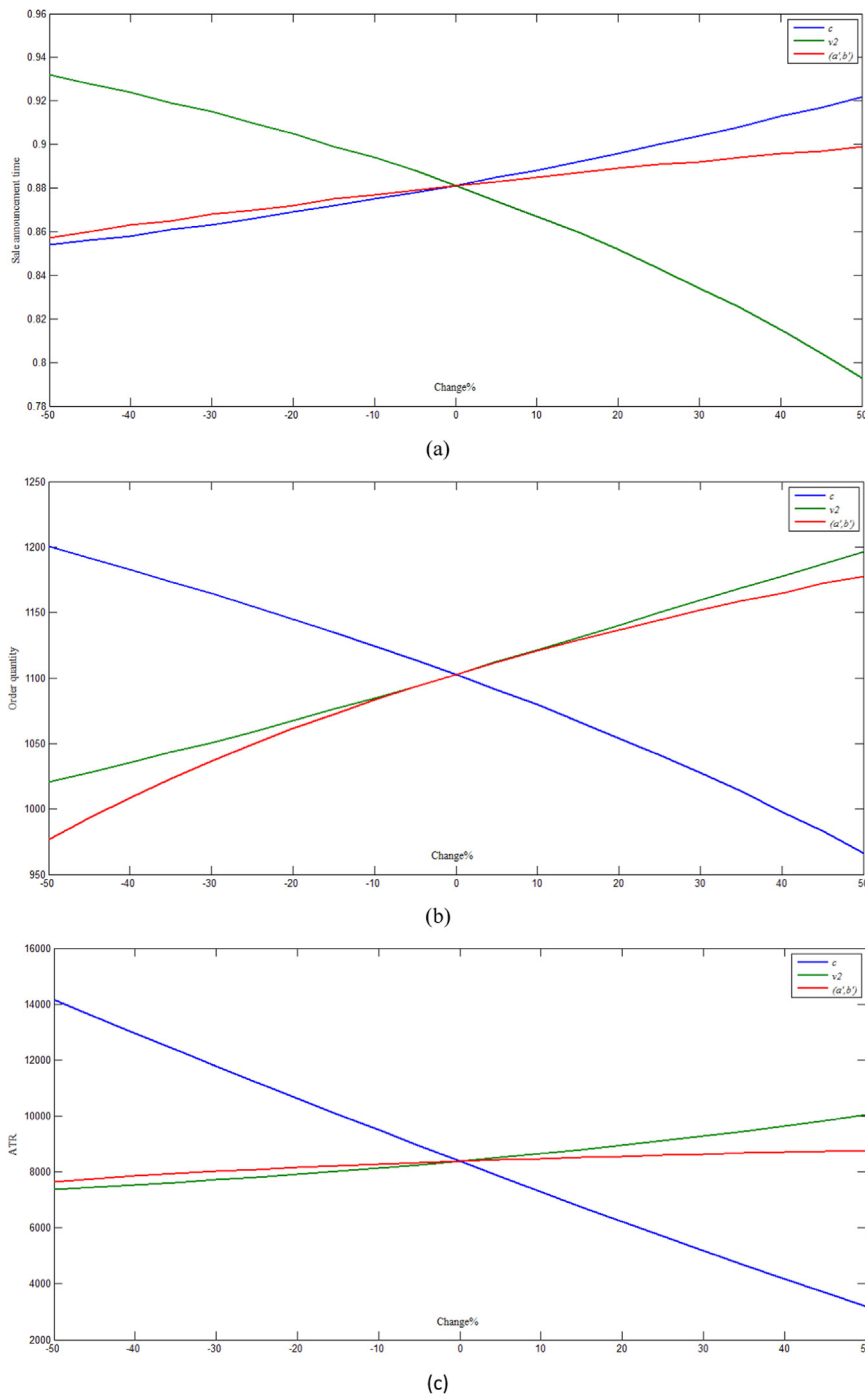 0.96
c
v2
(a',b')
0.94
0.92
0.9
0.88
0.86
0.84
0.82
0.8
0.78
Sale announcement time
Change%
-50 -40 -30 -20 -10 0 10 20 30 40 50
(a)
1250
c
v2
(a',b')
1200
1150
1100
1050
1000
950
Order quantity
Change%
-50 -40 -30 -20 -10 0 10 20 30 40 50
(b)
16000
c
v2
(a',b')
14000
12000
10000
8000
6000
4000
2000
ATR
Change%
-50 -40 -30 -20 -10 0 10 20 30 40 50
(c)